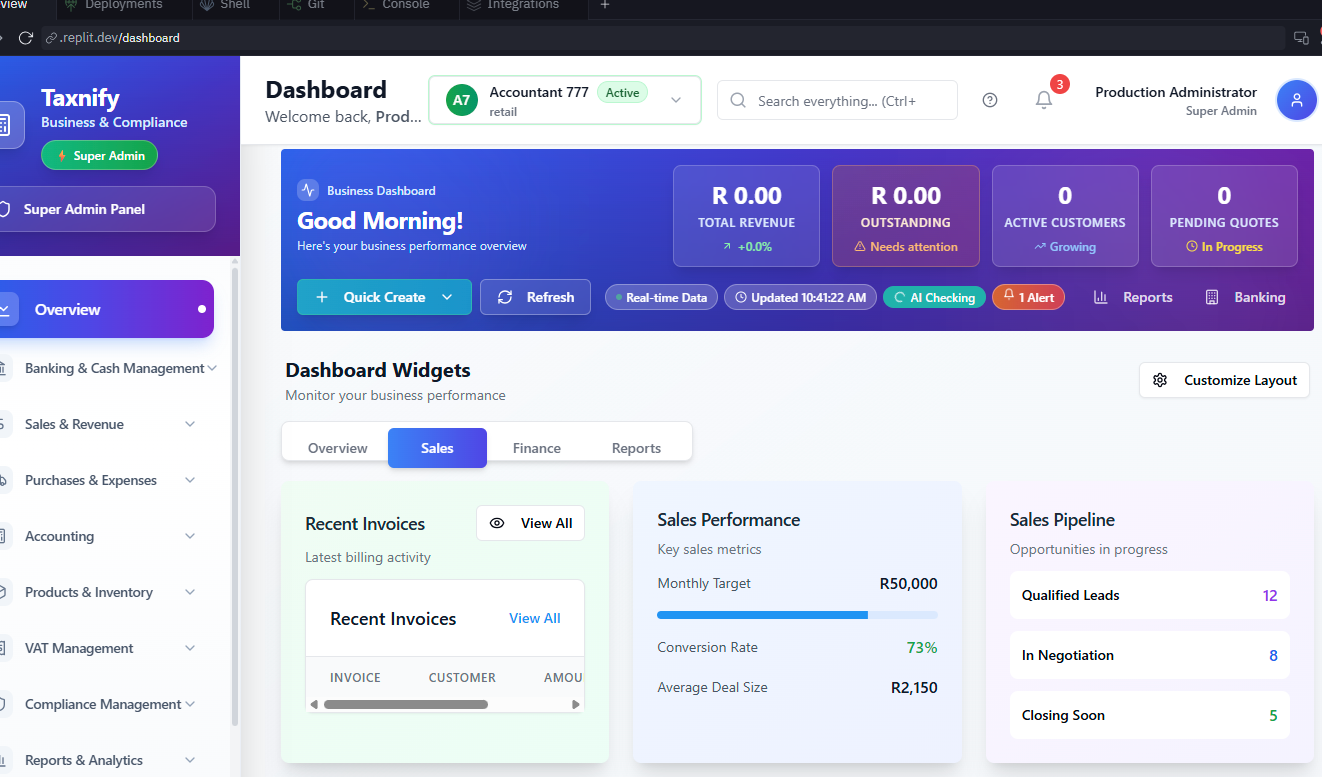 view
Deployments
Shell
Git
Console
Integrations
.replit.dev/dashboard
Taxnify
Business & Compliance
Super Admin
Super Admin Panel
Overview
Banking & Cash Management
Sales & Revenue
Purchases & Expenses
Accounting
Products & Inventory
VAT Management
Compliance Management
Reports & Analytics
Dashboard
Welcome back, Prod...
A7
Accountant 777
Active
retail
Search everything... (Ctrl+
3
Production Administrator
Super Admin
Business Dashboard
Good Morning!
Here's your business performance overview
R 0.00
TOTAL REVENUE
+0.0%
R 0.00
OUTSTANDING
Needs attention
0
ACTIVE CUSTOMERS
Growing
0
PENDING QUOTES
In Progress
Quick Create
Refresh
Real-time Data
Updated 10:41:22 AM
AI Checking
1 Alert
Reports
Banking
Dashboard Widgets
Monitor your business performance
Customize Layout
Overview
Sales
Finance
Reports
Recent Invoices
View All
Latest billing activity
Recent Invoices
View All
INVOICE
CUSTOMER
AMOU
Sales Performance
Key sales metrics
Monthly Target
R50,000
Conversion Rate
73%
Average Deal Size
R2,150
Sales Pipeline
Opportunities in progress
Qualified Leads
12
In Negotiation
8
Closing Soon
5